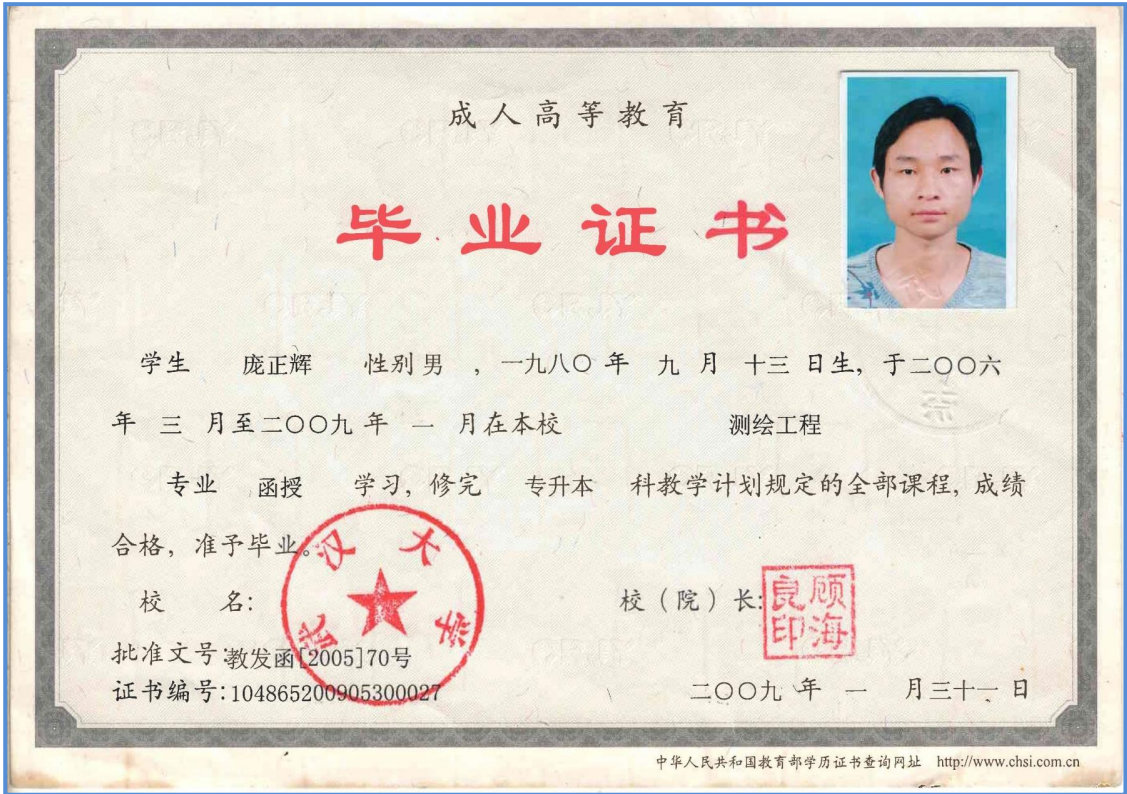 成人高等教育
毕业证书
学生 庞正辉 性别 男 , 一九八〇 年 九 月 十三 日生, 于二〇〇六
年 三 月至二〇〇九 年 一 月在本校 测绘工程
专业 函授 学习, 修完 专升本 科教学计划规定的全部课程, 成绩
合格, 准予毕业。
武汉大学
校 名:
校(院)长:
顾海良印
批准文号:教发函[2005]70号
证书编号:104865200905300027
二〇〇九 年 一 月三十一 日
中华人民共和国教育部学历证书查询网址 http://www.chsi.com.cn